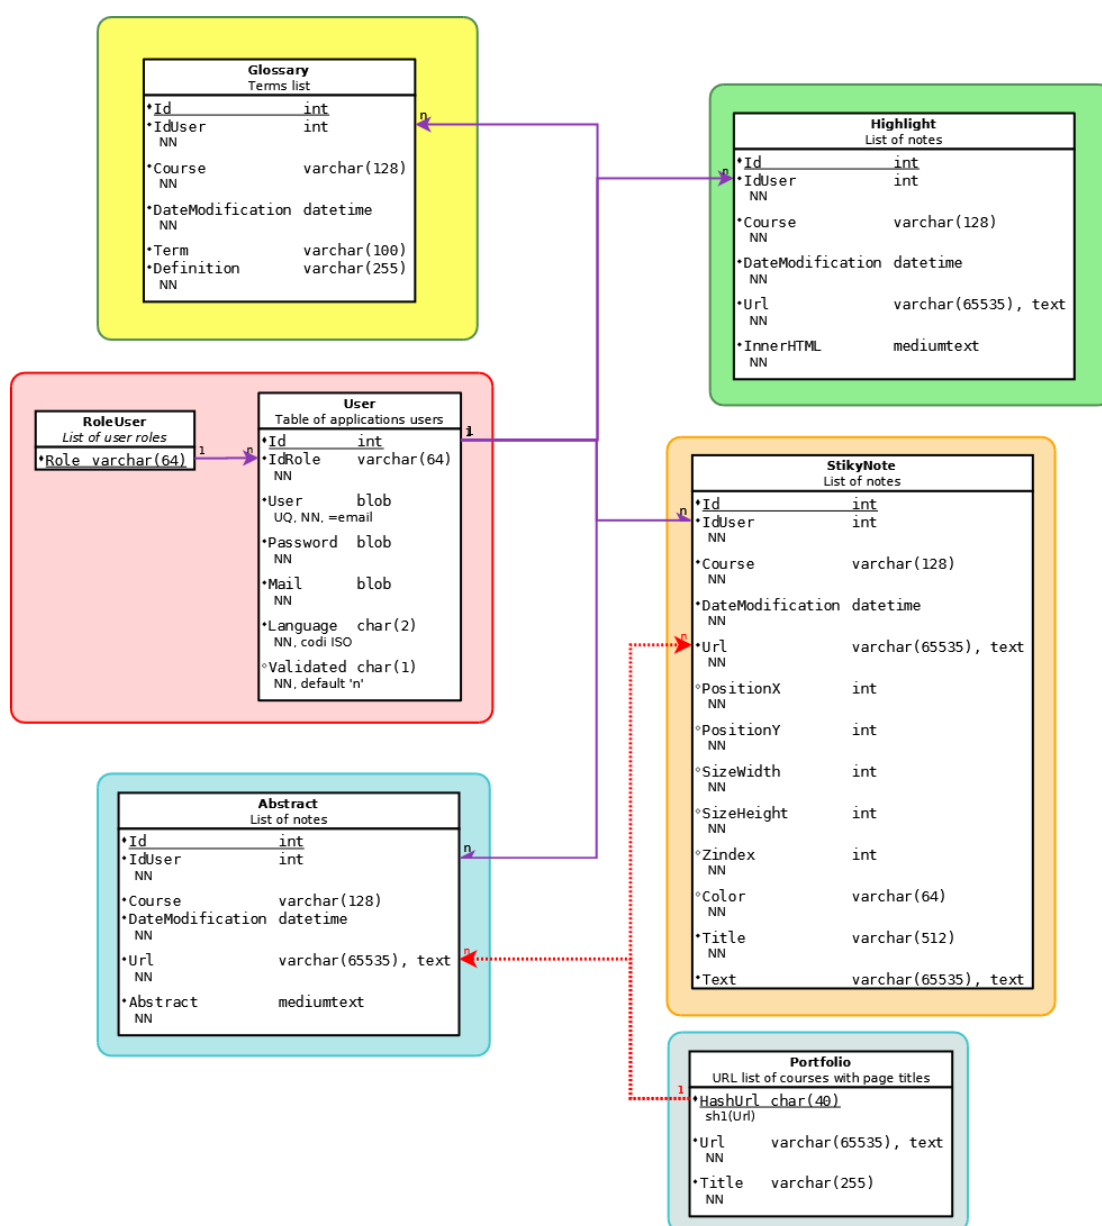 Glossary
Terms list
Id int
IdUser int
NN
Course varchar(128)
NN
DateModification datetime
NN
Term varchar(100)
Definition varchar(255)
NN
n
Highlight
List of notes
Id int
n
IdUser int
NN
Course varchar(128)
NN
DateModification datetime
NN
Url varchar(65535), text
NN
InnerHTML mediumtext
NN
RoleUser
List of user roles
Role varchar(64)
1
n
User
Table of applications users
Id int
IdRole varchar(64)
NN
User blob
UQ, NN, =email
Password blob
NN
Mail blob
NN
Language char(2)
NN, codi ISO
Validated char(1)
NN, default 'n'
1
StikyNote
List of notes
Id int
n
IdUser int
NN
Course varchar(128)
NN
DateModification datetime
NN
n
Url varchar(65535), text
NN
PositionX int
NN
PositionY int
NN
SizeWidth int
NN
SizeHeight int
NN
Zindex int
NN
Color varchar(64)
NN
Title varchar(512)
NN
Text varchar(65535), text
Abstract
List of notes
Id int
n
IdUser int
NN
Course varchar(128)
DateModification datetime
NN
n
Url varchar(65535), text
NN
Abstract mediumtext
NN
Portfolio
URL list of courses with page titles
1
HashUrl char(40)
sh1(Url)
Url varchar(65535), text
NN
Title varchar(255)
NN